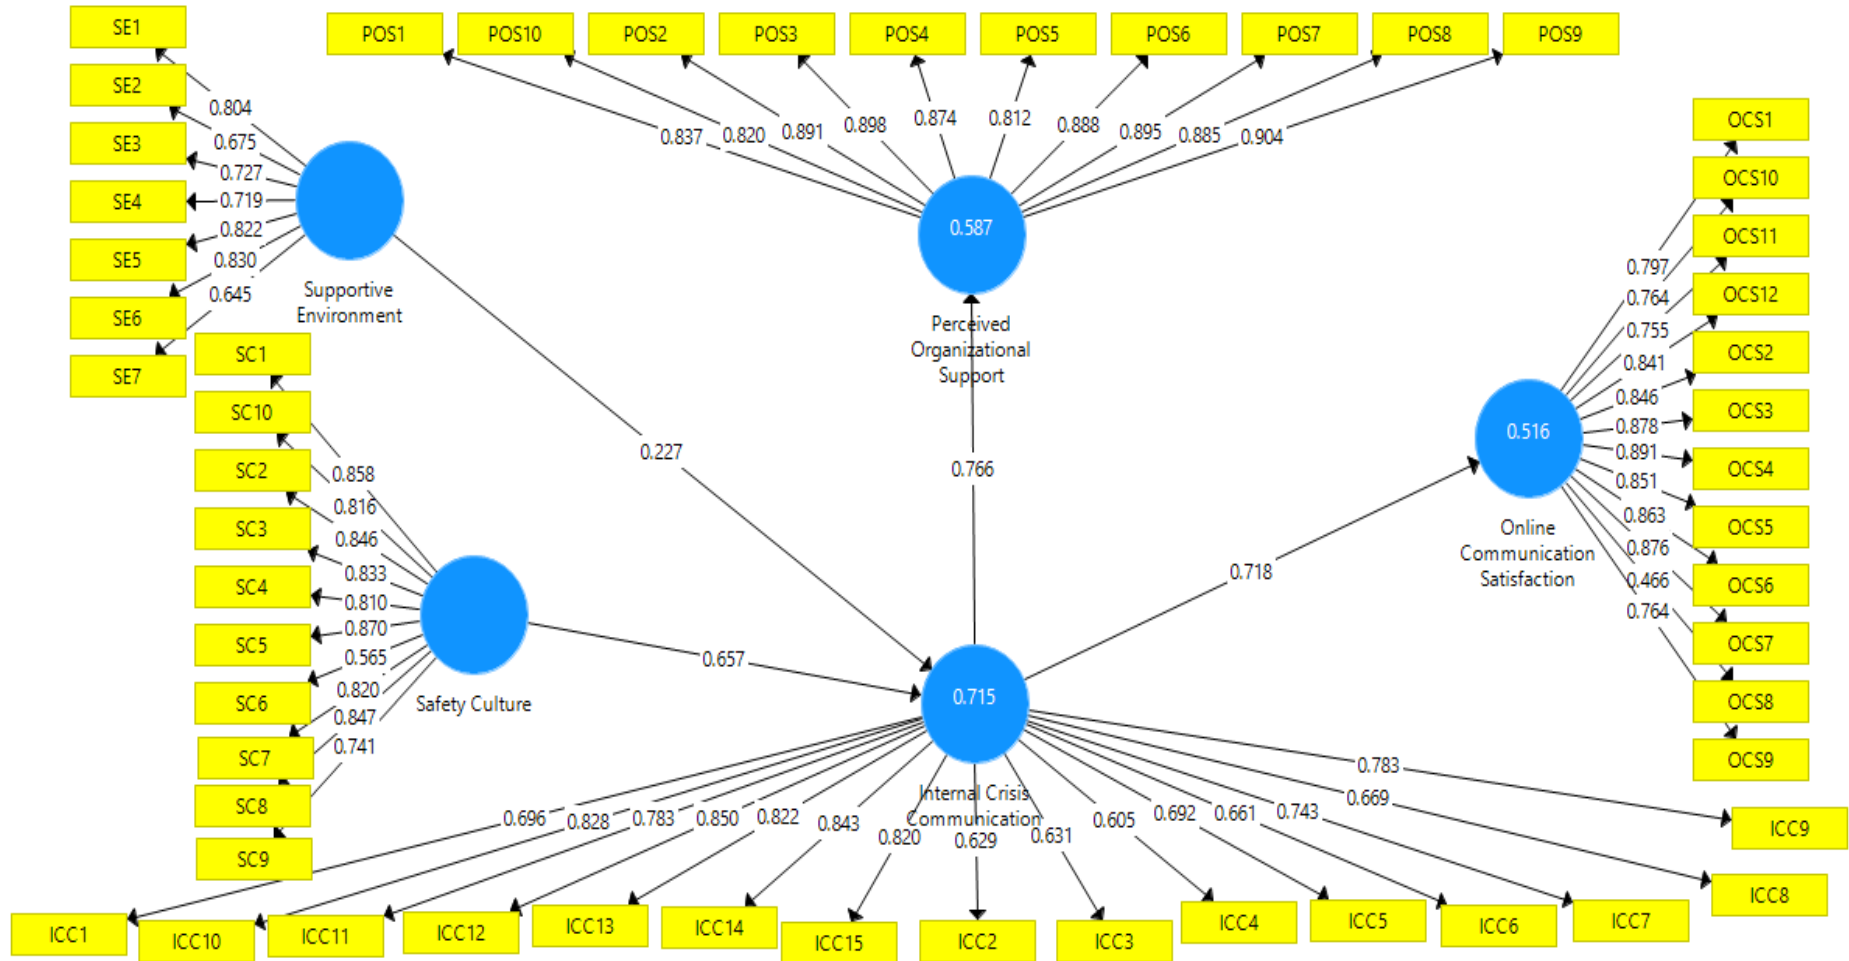 SE1
SE2
SE3
SE4
SE5
SE6
SE7
0.804
0.675
0.727
0.719
0.822
0.830
0.645
Supportive
Environment
POS1
POS10
POS2
POS3
POS4
POS5
POS6
POS7
POS8
POS9
0.837
0.820
0.891
0.898
0.874
0.812
0.888
0.895
0.885
0.904
0.587
Perceived
Organizational
Support
OCS1
OCS10
OCS11
OCS12
OCS2
OCS3
OCS4
OCS5
OCS6
OCS7
OCS8
OCS9
0.797
0.764
0.755
0.841
0.846
0.878
0.891
0.851
0.863
0.876
0.466
0.764
0.516
Online
Communication
Satisfaction
SC1
SC10
SC2
SC3
SC4
SC5
SC6
SC7
SC8
SC9
0.858
0.816
0.846
0.833
0.810
0.870
0.565
0.820
0.847
0.741
Safety Culture
0.227
0.657
0.766
0.718
0.715
Internal Crisis
Communication
0.696
0.828
0.783
0.850
0.822
0.843
0.820
0.629
0.631
0.605
0.692
0.661
0.743
0.669
0.783
ICC1
ICC10
ICC11
ICC12
ICC13
ICC14
ICC15
ICC2
ICC3
ICC4
ICC5
ICC6
ICC7
ICC8
ICC9